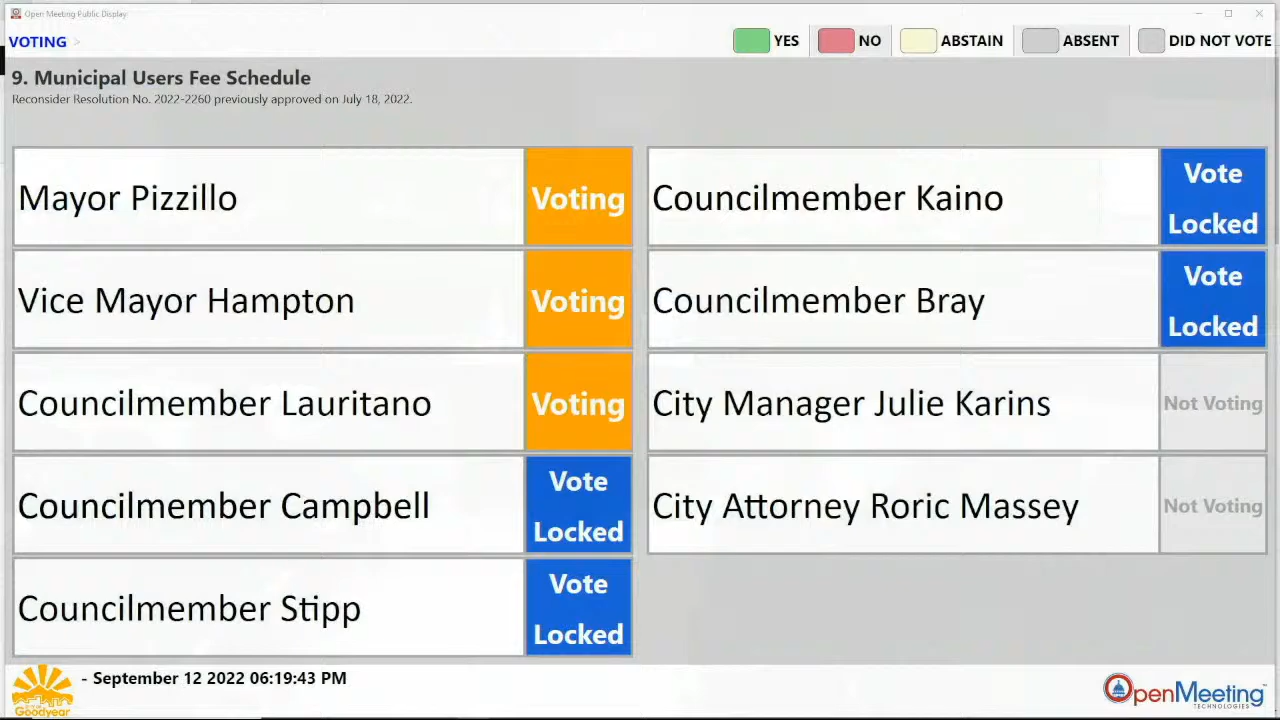 Open Meeting Public Display
VOTING >
YES NO ABSTAIN ABSENT DID NOT VOTE
9. Municipal Users Fee Schedule
Reconsider Resolution No. 2022-2260 previously approved on July 18, 2022.
Mayor Pizzillo Voting
Vice Mayor Hampton Voting
Councilmember Lauritano Voting
Councilmember Campbell Vote Locked
Councilmember Stipp Vote Locked
Councilmember Kaino Vote Locked
Councilmember Bray Vote Locked
City Manager Julie Karins Not Voting
City Attorney Roric Massey Not Voting
Goodyear
- September 12 2022 06:19:43 PM
OpenMeeting™
TECHNOLOGIES